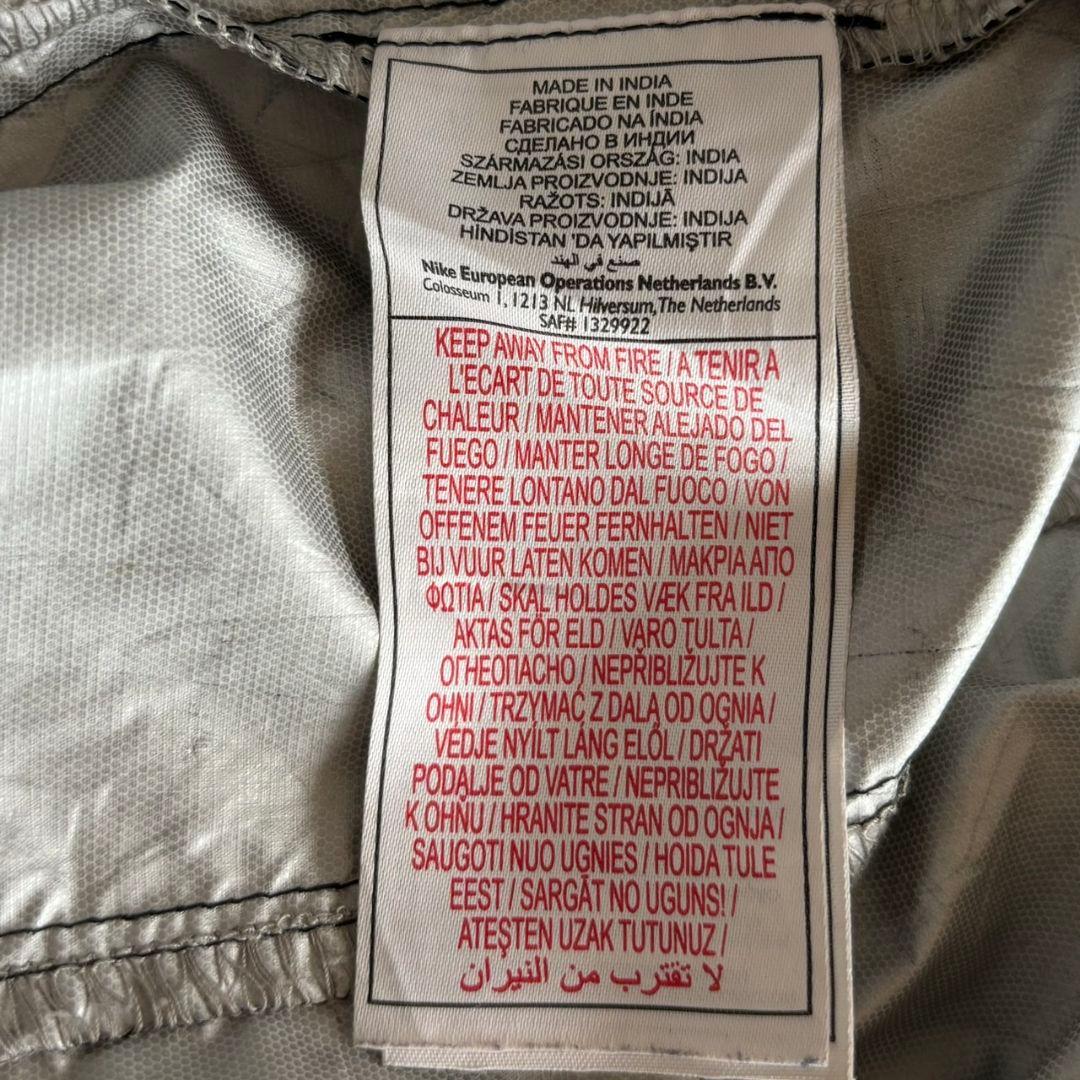 MADE IN INDIA
FABRIQUE EN INDE
FABRICADO NA ÍNDIA
СДЕЛАНО В ИНДИИ
SZÁRMAZÁSI ORSZÁG: INDIA
ZEMLJA PROIZVODNJE: INDIJA
RAŽOTS: INDIJĀ
DRŽAVA PROIZVODNJE: INDIJA
HİNDİSTAN 'DA YAPILMIŞTIR
صنع في الهند
Nike European Operations Netherlands B.V.
Colosseum 1, 1213 NL Hilversum, The Netherlands
SAF# 1329922
KEEP AWAY FROM FIRE / A TENIR A
L'ECART DE TOUTE SOURCE DE
CHALEUR / MANTENER ALEJADO DEL
FUEGO / MANTER LONGE DE FOGO /
TENERE LONTANO DAL FUOCO / VON
OFFENEM FEUER FERNHALTEN / NIET
BIJ VUUR LATEN KOMEN / ΜΑΚΡΙΑ ΑΠΟ
ΦΩΤΙΑ / SKAL HOLDES VÆK FRA ILD /
AKTAS FÖR ELD / VARO TULTA /
ОГНЕОПАСНО / NEPŘIBLIŽUJTE K
OHNI / TRZYMAĆ Z DALA OD OGNIA /
VÉDJE NYÍLT LÁNG ELŐL / DRŽATI
PODALJE OD VATRE / NEPRIBLIŽUJTE
K OHŇU / HRANITE STRAN OD OGNJA /
SAUGOTI NUO UGNIES / HOIDA TULE
EEST / SARGĀT NO UGUNS! /
ATEŞTEN UZAK TUTUNUZ /
لا تقترب من النيران